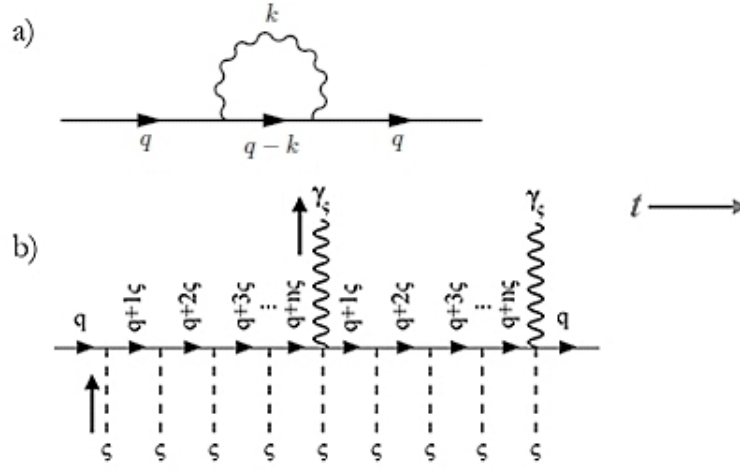 k
a)
q q − k q
γς γς
t
b)
q q+1ς q+2ς q+3ς ... q+nς q+1ς q+2ς q+3ς ... q+nς q
ς ς ς ς ς ς ς ς ς